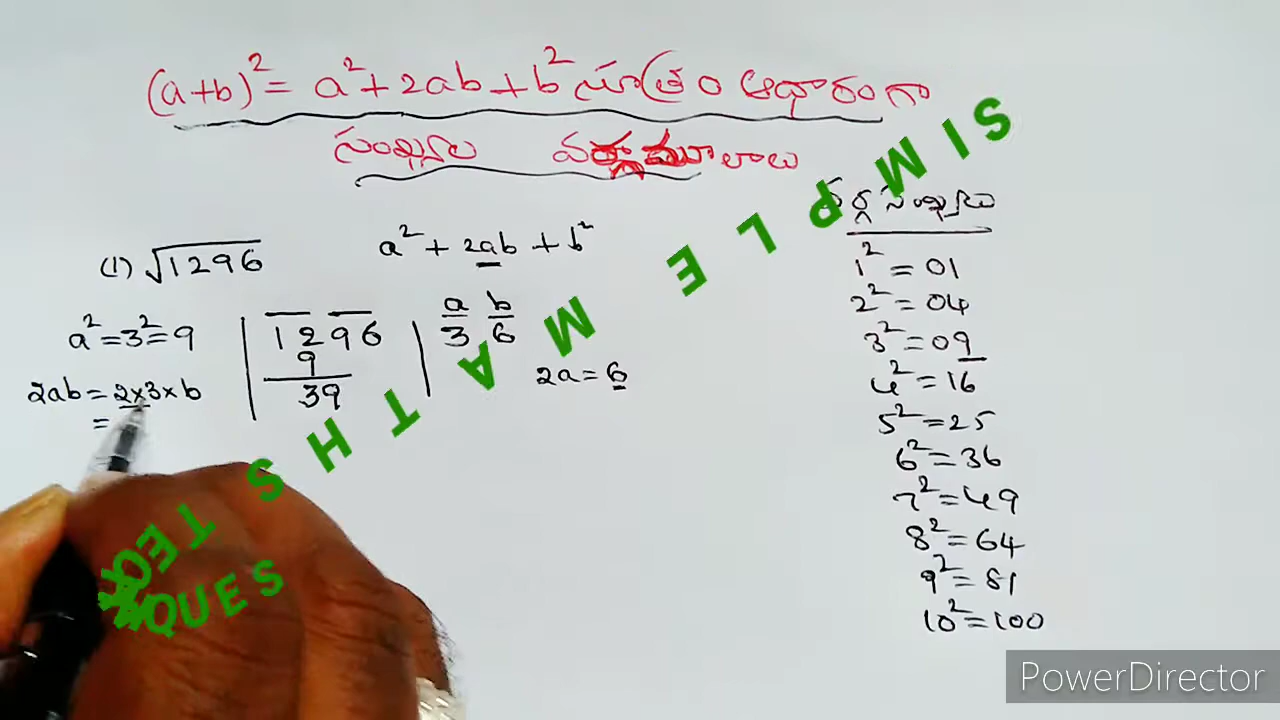 (a+b)² = a²+2ab+b² సూత్రం ఆధారంగా
సంఖ్యల వర్గమూలాలు
(1) √1296
a² + 2ab + b²
a² = 3² = 9
1296
9
39
a b
3 6
2a = 6
2ab = 2×3×b
=
వర్గ సంఖ్యలు
1² = 01
2² = 04
3² = 09
4² = 16
5² = 25
6² = 36
7² = 49
8² = 64
9² = 81
10² = 100
SIMPLE MATHS
PowerDirector